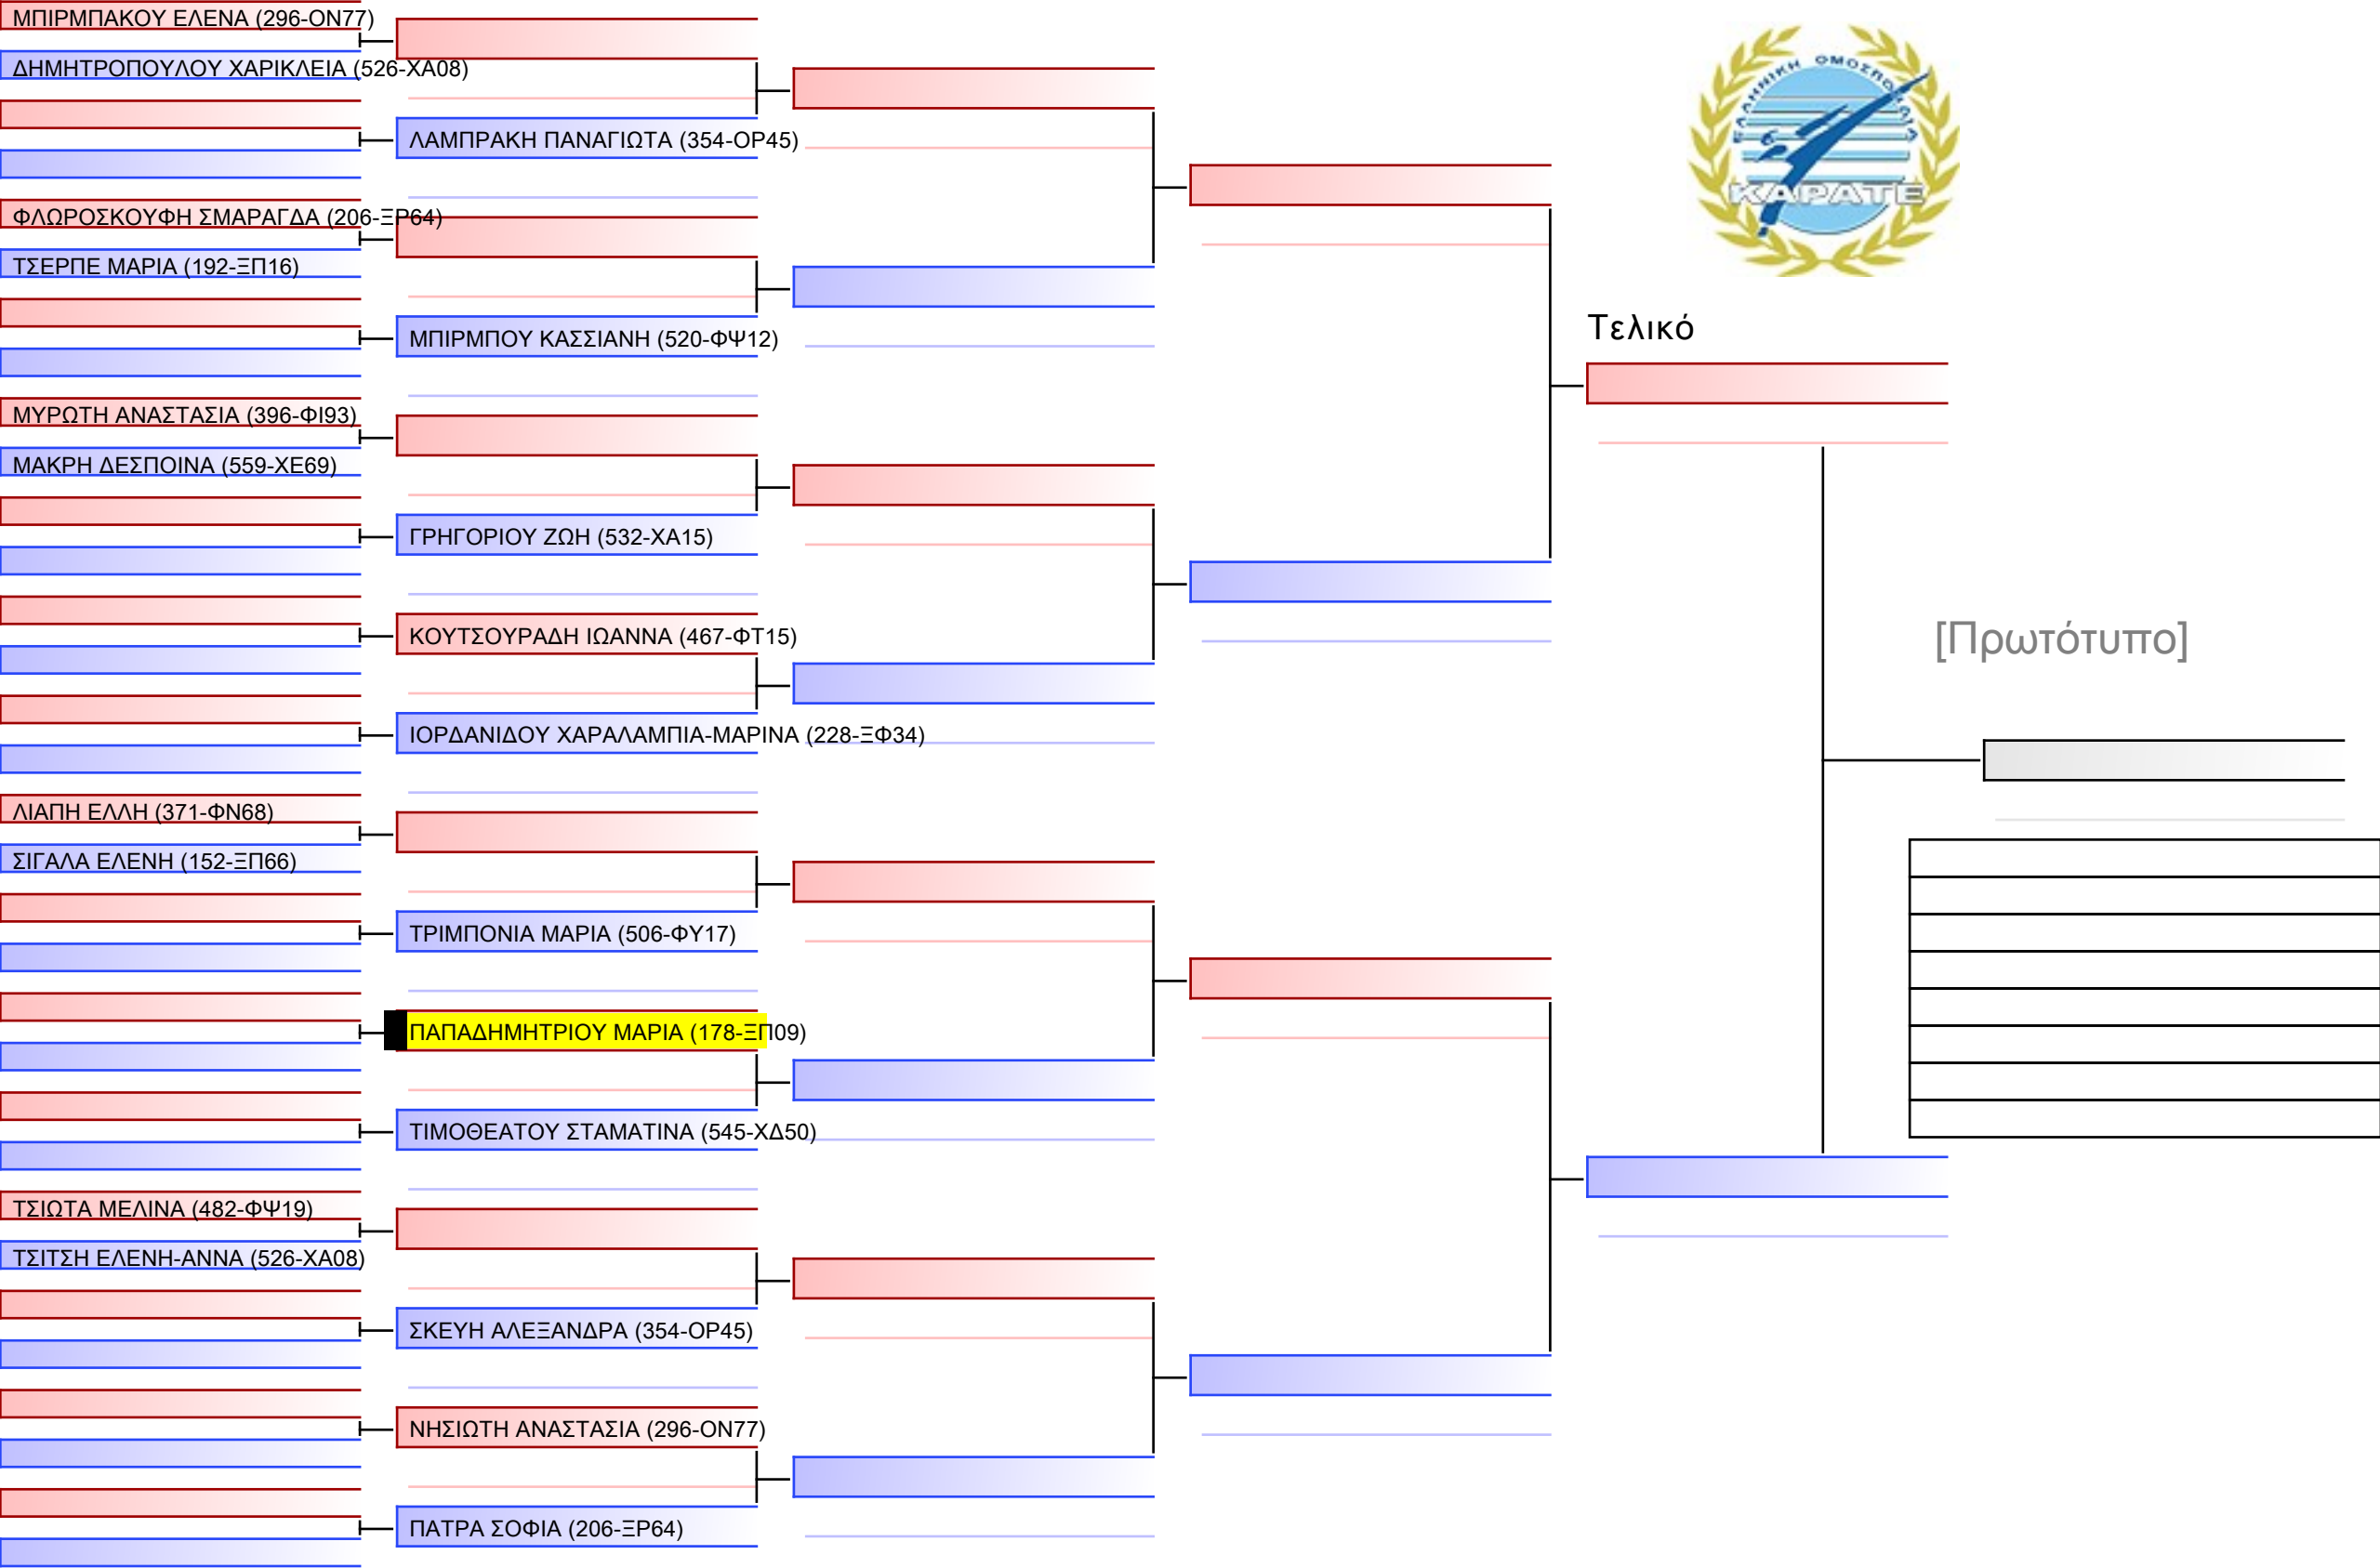 ΜΠΙΡΜΠΑΚΟΥ ΕΛΕΝΑ (296-ΟΝ77)
ΔΗΜΗΤΡΟΠΟΥΛΟΥ ΧΑΡΙΚΛΕΙΑ (526-ΧΑ08)
ΛΑΜΠΡΑΚΗ ΠΑΝΑΓΙΩΤΑ (354-ΟΡ45)
ΦΛΩΡΟΣΚΟΥΦΗ ΣΜΑΡΑΓΔΑ (206-ΞΡ64)
ΤΣΕΡΠΕ ΜΑΡΙΑ (192-ΞΠ16)
ΜΠΙΡΜΠΟΥ ΚΑΣΣΙΑΝΗ (520-ΦΨ12)
ΜΥΡΩΤΗ ΑΝΑΣΤΑΣΙΑ (396-ΦΙ93)
ΜΑΚΡΗ ΔΕΣΠΟΙΝΑ (559-ΧΕ69)
ΓΡΗΓΟΡΙΟΥ ΖΩΗ (532-ΧΑ15)
ΚΟΥΤΣΟΥΡΑΔΗ ΙΩΑΝΝΑ (467-ΦΤ15)
ΙΟΡΔΑΝΙΔΟΥ ΧΑΡΑΛΑΜΠΙΑ-ΜΑΡΙΝΑ (228-ΞΦ34)
ΛΙΑΠΗ ΕΛΛΗ (371-ΦΝ68)
ΣΙΓΑΛΑ ΕΛΕΝΗ (152-ΞΠ66)
ΤΡΙΜΠΟΝΙΑ ΜΑΡΙΑ (506-ΦΥ17)
ΠΑΠΑΔΗΜΗΤΡΙΟΥ ΜΑΡΙΑ (178-ΞΠ09)
ΤΙΜΟΘΕΑΤΟΥ ΣΤΑΜΑΤΙΝΑ (545-ΧΔ50)
ΤΣΙΩΤΑ ΜΕΛΙΝΑ (482-ΦΨ19)
ΤΣΙΤΣΗ ΕΛΕΝΗ-ΑΝΝΑ (526-ΧΑ08)
ΣΚΕΥΗ ΑΛΕΞΑΝΔΡΑ (354-ΟΡ45)
ΝΗΣΙΩΤΗ ΑΝΑΣΤΑΣΙΑ (296-ΟΝ77)
ΠΑΤΡΑ ΣΟΦΙΑ (206-ΞΡ64)
ΕΛΛΗΝΙΚΗ ΟΜΟΣΠΟΝΔΙΑ
ΚΑΡΑΤΕ
Τελικό
[Πρωτότυπο]